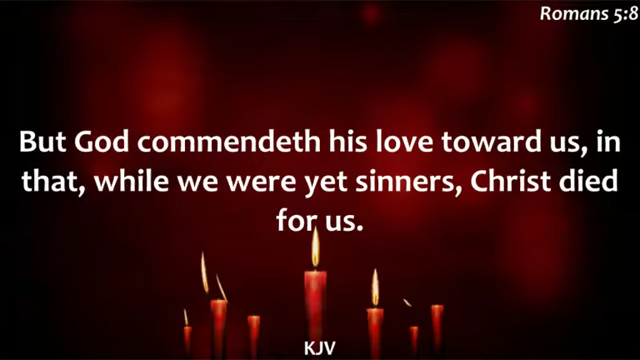 Romans 5:8
But God commendeth his love toward us, in
that, while we were yet sinners, Christ died
for us.
KJV